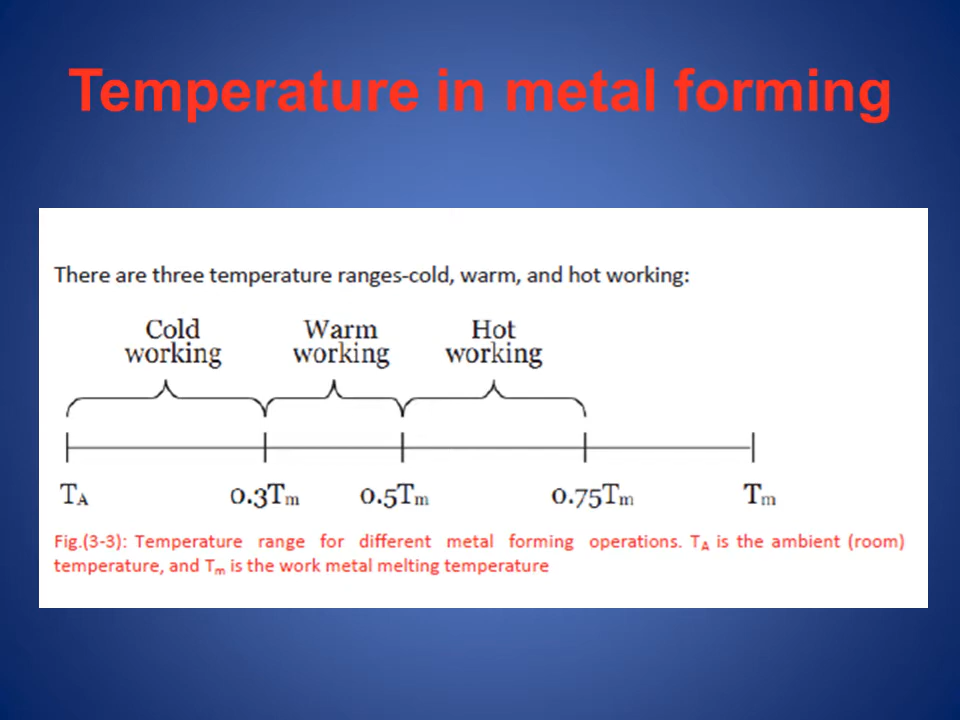 Temperature in metal forming
There are three temperature ranges-cold, warm, and hot working:
Cold working
Warm working
Hot working
TA 0.3Tm 0.5Tm 0.75Tm Tm
Fig.(3-3): Temperature range for different metal forming operations. TA is the ambient (room)
temperature, and Tm is the work metal melting temperature